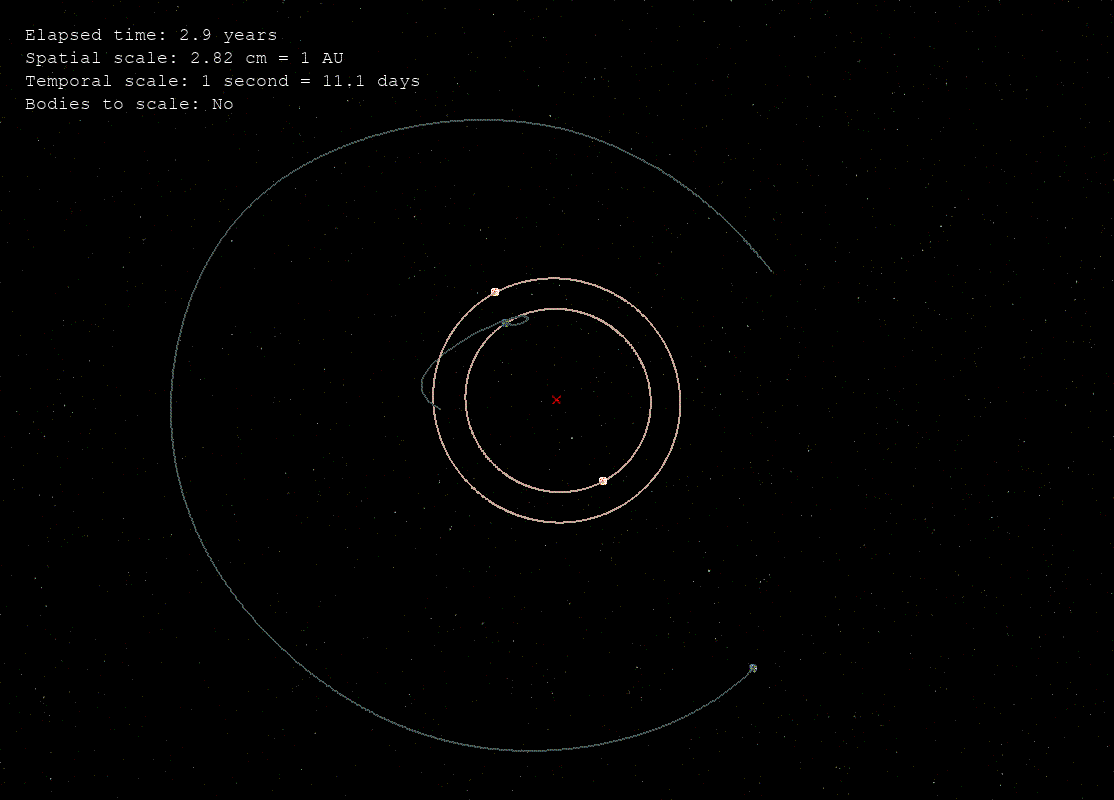 Elapsed time: 2.9 years
Spatial scale: 2.82 cm = 1 AU
Temporal scale: 1 second = 11.1 days
Bodies to scale: No